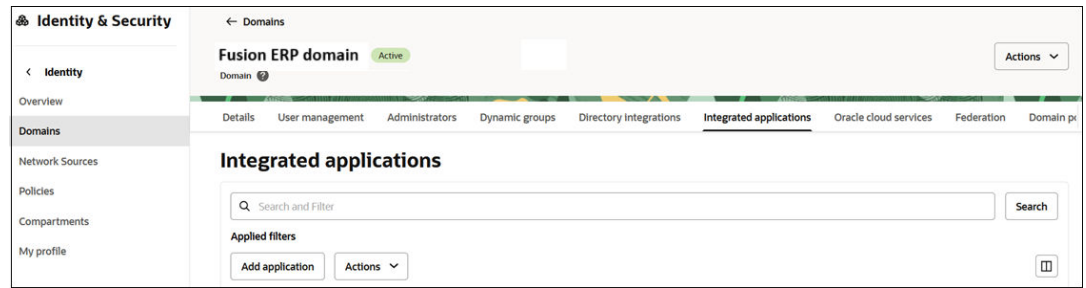 Identity & Security
← Domains
Fusion ERP domain Active
Domain ?
Actions
< Identity
Overview
Domains
Network Sources
Policies
Compartments
My profile
Details User management Administrators Dynamic groups Directory integrations Integrated applications Oracle cloud services Federation Domain
Integrated applications
Search and Filter
Search
Applied filters
Add application Actions